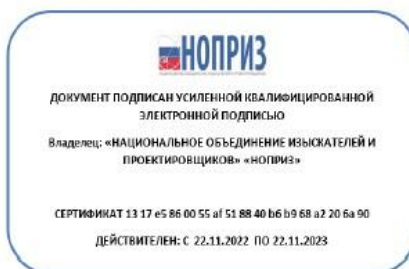 НОПРИЗ
ДОКУМЕНТ ПОДПИСАН УСИЛЕННОЙ КВАЛИФИЦИРОВАННОЙ
ЭЛЕКТРОННОЙ ПОДПИСЬЮ
Владелец: «НАЦИОНАЛЬНОЕ ОБЪЕДИНЕНИЕ ИЗЫСКАТЕЛЕЙ И
ПРОЕКТИРОВЩИКОВ» «НОПРИЗ»
СЕРТИФИКАТ 13 17 e5 86 00 55 af 51 88 40 b6 b9 68 a2 20 6a 90
ДЕЙСТВИТЕЛЕН: С 22.11.2022 ПО 22.11.2023